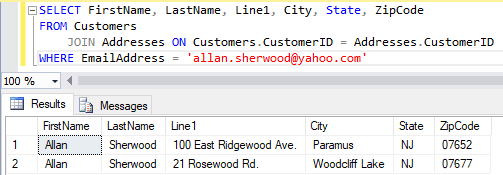 SELECT FirstName, LastName, Line1, City, State, ZipCode
FROM Customers
JOIN Addresses ON Customers.CustomerID = Addresses.CustomerID
WHERE EmailAddress = 'allan.sherwood@yahoo.com'
100 %
Results Messages
FirstName LastName Line1 City State ZipCode
1 Allan Sherwood 100 East Ridgewood Ave. Paramus NJ 07652
2 Allan Sherwood 21 Rosewood Rd. Woodcliff Lake NJ 07677